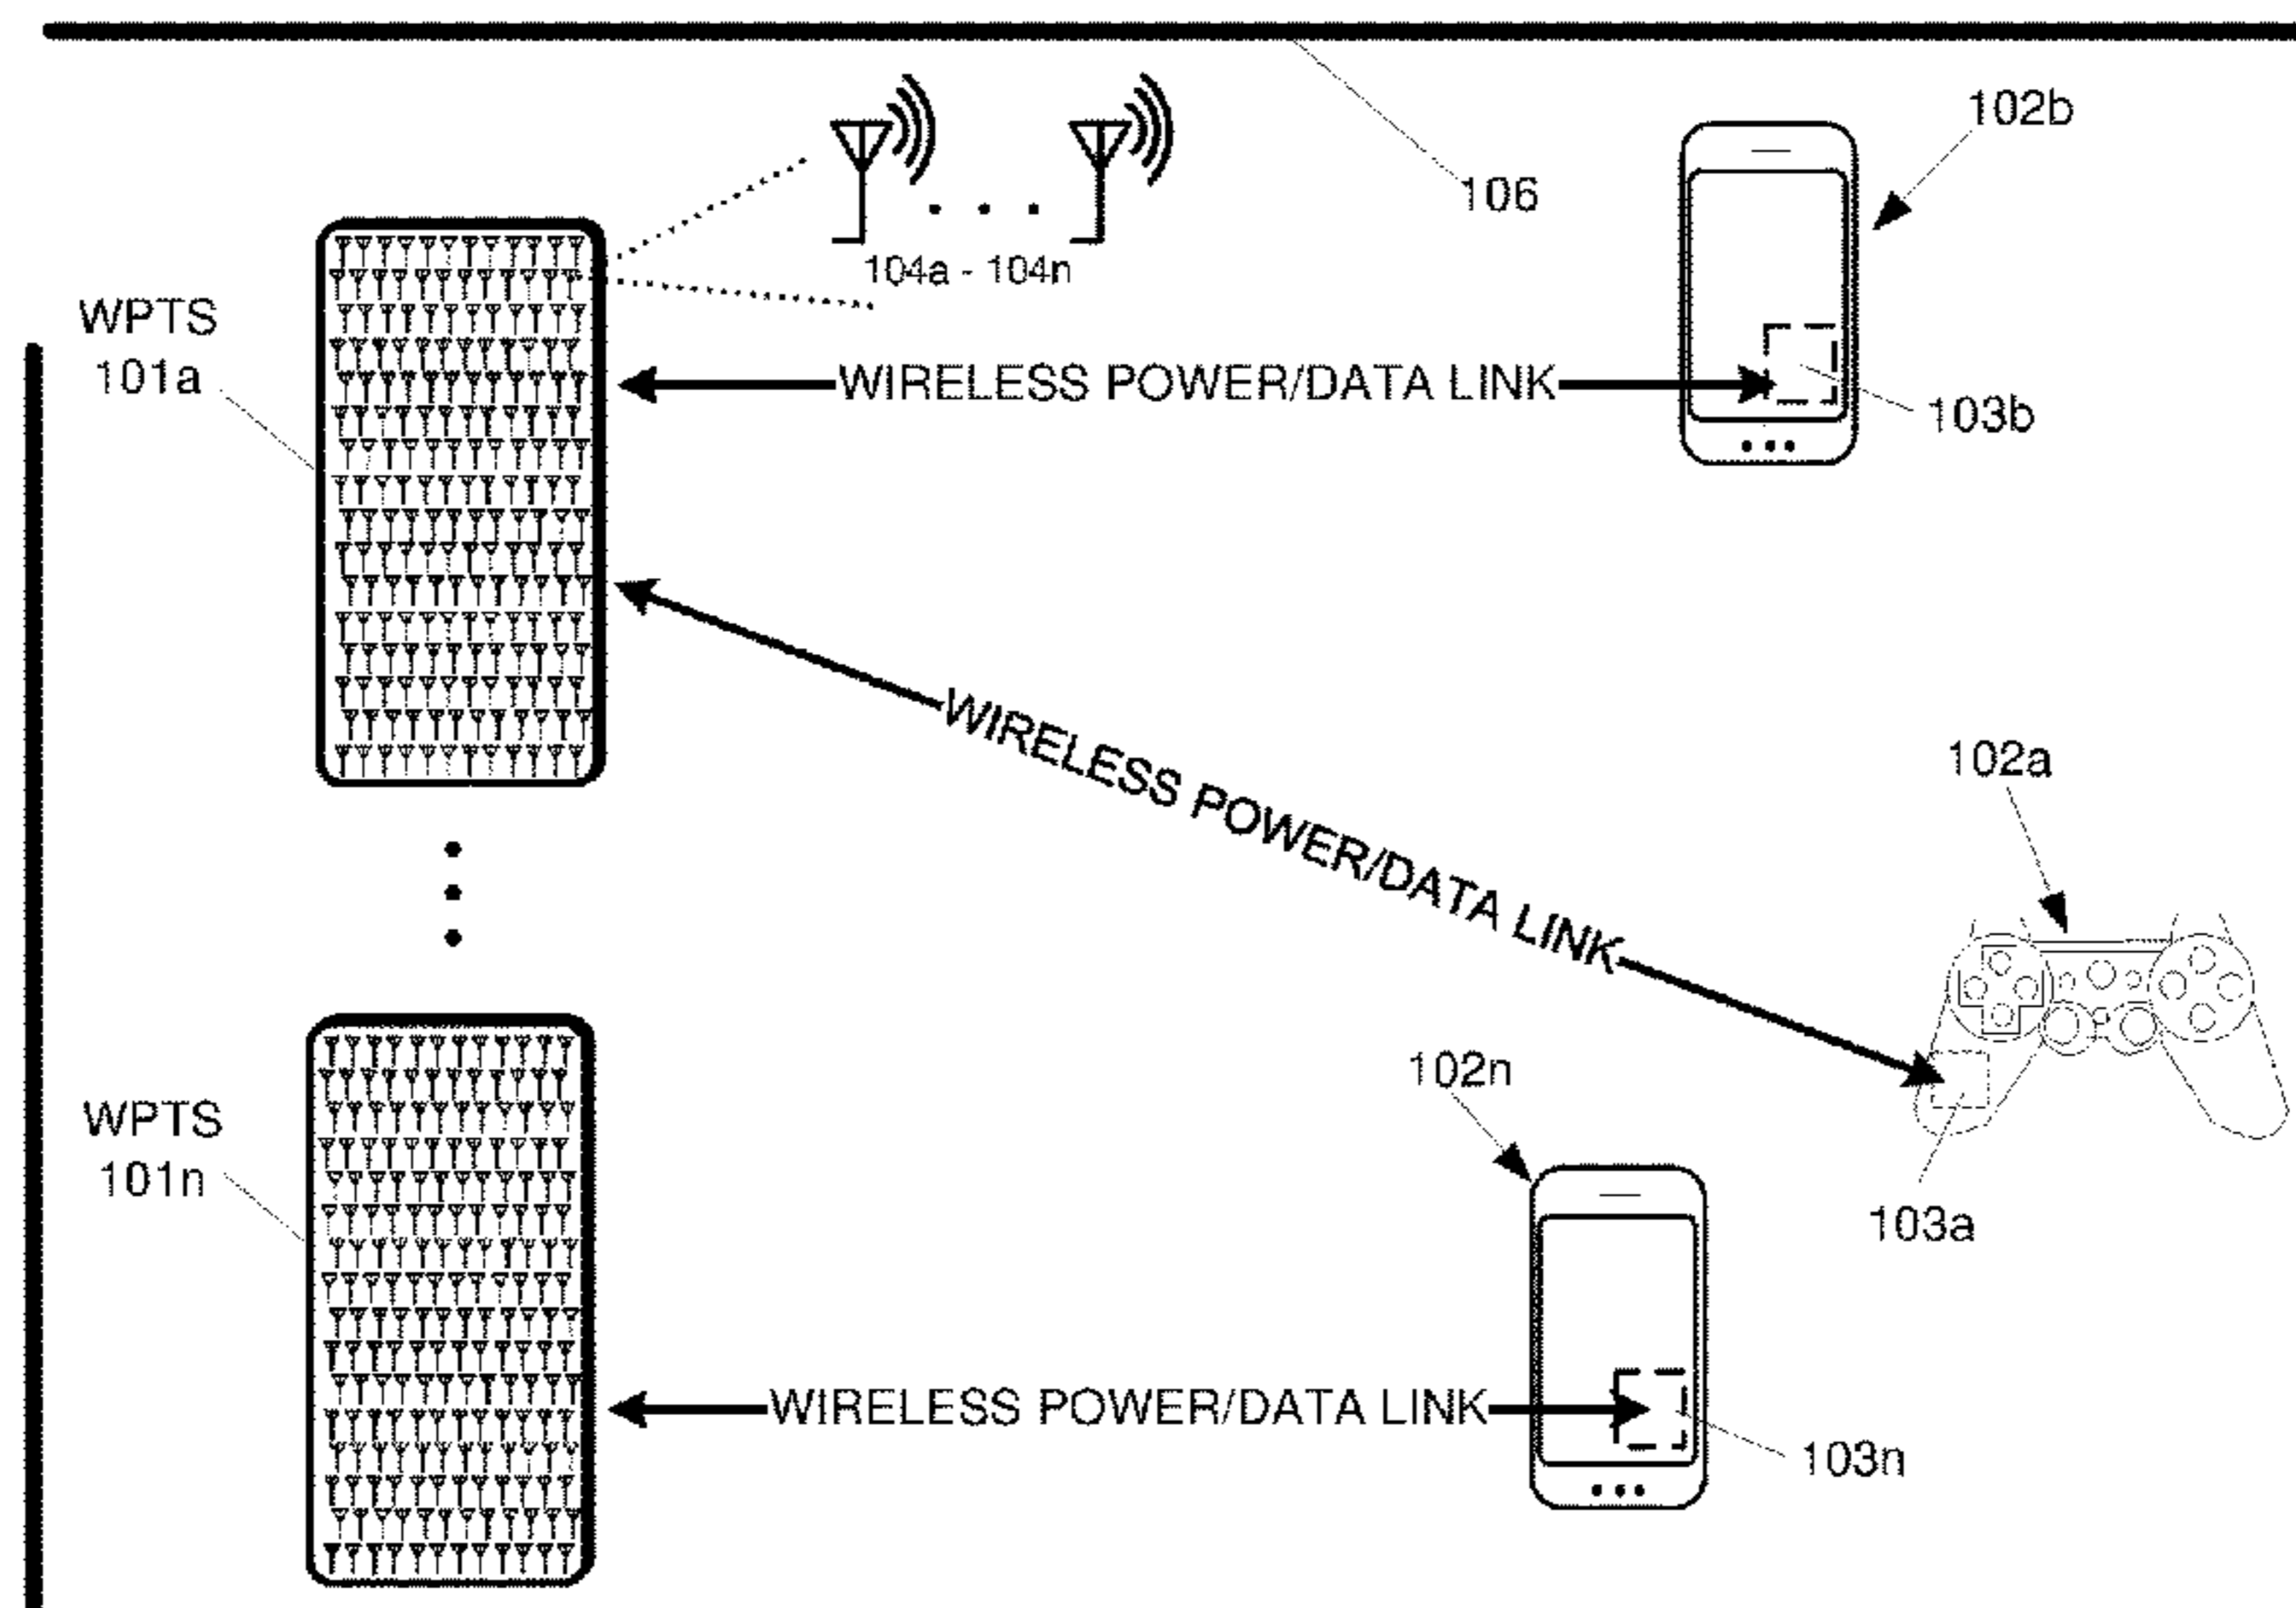 102b
106
104a - 104n
WPTS
101a
WIRELESS POWER/DATA LINK
103b
WIRELESS POWER/DATA LINK
102a
102n
WPTS
101n
103a
WIRELESS POWER/DATA LINK
103n